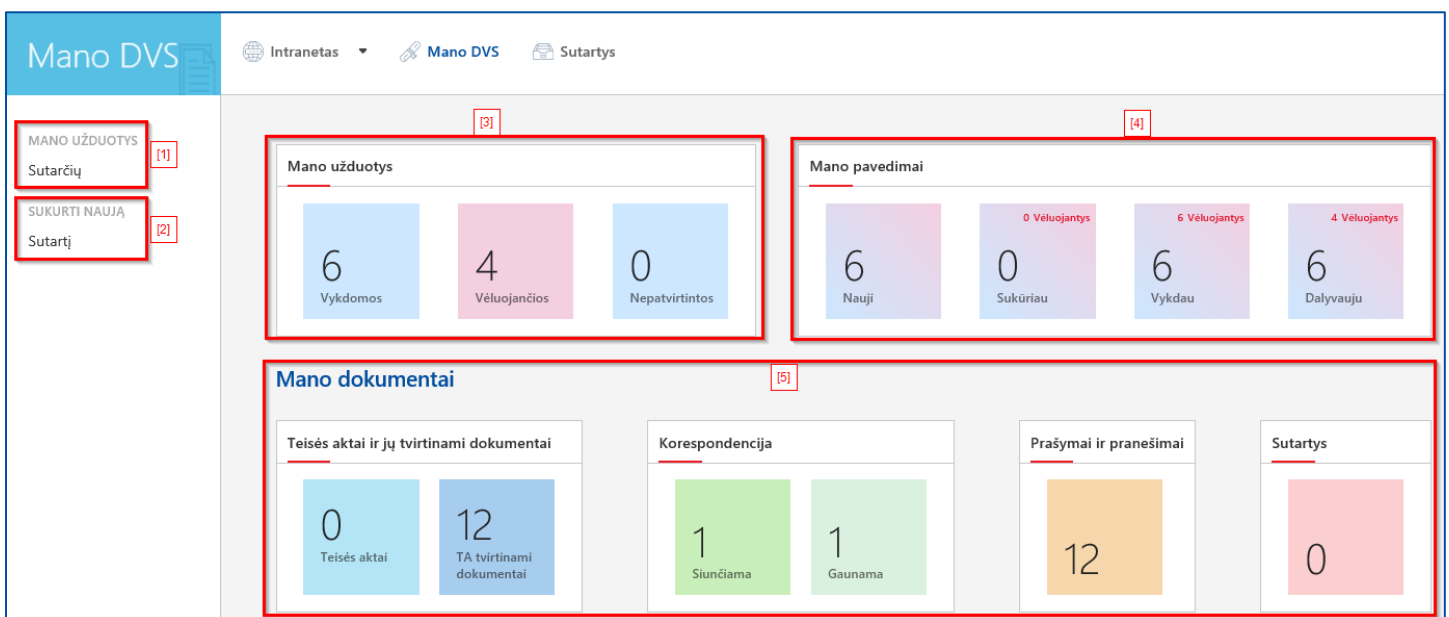 Mano DVS
Intranetas
Mano DVS
Sutartys
MANO UŽDUOTYS
Sutarčių
[1]
SUKURTI NAUJĄ
Sutartį
[2]
[3]
Mano užduotys
6
Vykdomos
4
Vėluojančios
0
Nepatvirtintos
[4]
Mano pavedimai
6
Nauji
0 Vėluojantys
0
Sukūriau
6 Vėluojantys
6
Vykdau
4 Vėluojantys
6
Dalyvauju
Mano dokumentai
[5]
Teisės aktai ir jų tvirtinami dokumentai
0
Teisės aktai
12
TA tvirtinami
dokumentai
Korespondencija
1
Siunčiama
1
Gaunama
Prašymai ir pranešimai
12
Sutartys
0